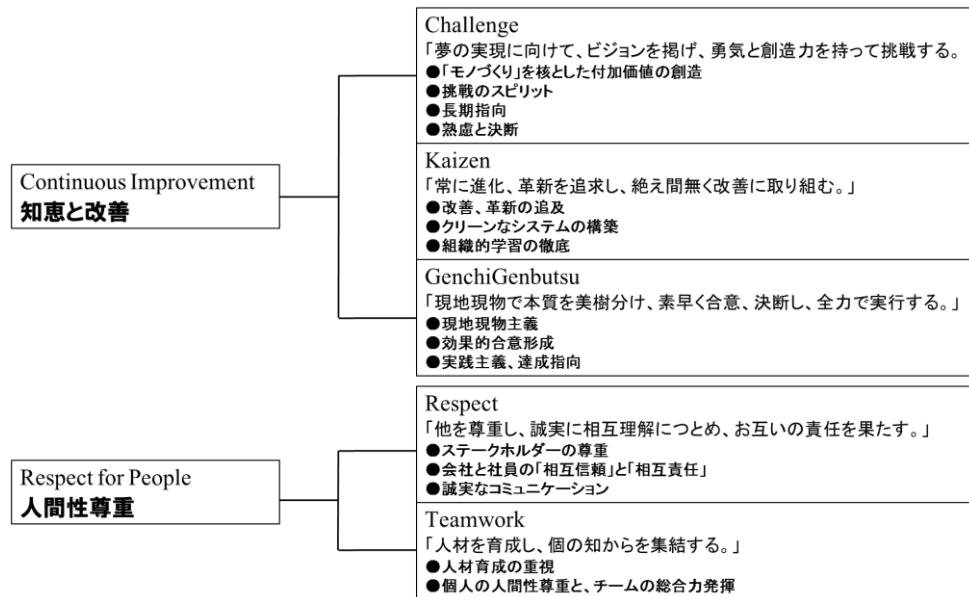 Continuous Improvement
知恵と改善
Challenge
「夢の実現に向けて、ビジョンを掲げ、勇気と創造力を持って挑戦する。
●「モノづくり」を核とした付加価値の創造
●挑戦のスピリット
●長期指向
●熟慮と決断
Kaizen
「常に進化、革新を追求し、絶え間無く改善に取り組む。」
●改善、革新の追及
●クリーンなシステムの構築
●組織的学習の徹底
GenchiGenbutsu
「現地現物で本質を美樹分け、素早く合意、決断し、全力で実行する。」
●現地現物主義
●効果的合意形成
●実践主義、達成指向
Respect for People
人間性尊重
Respect
「他を尊重し、誠実に相互理解につとめ、お互いの責任を果たす。」
●ステークホルダーの尊重
●会社と社員の「相互信頼」と「相互責任」
●誠実なコミュニケーション
Teamwork
「人材を育成し、個の知からを集結する。」
●人材育成の重視
●個人の人間性尊重と、チームの総合力発揮